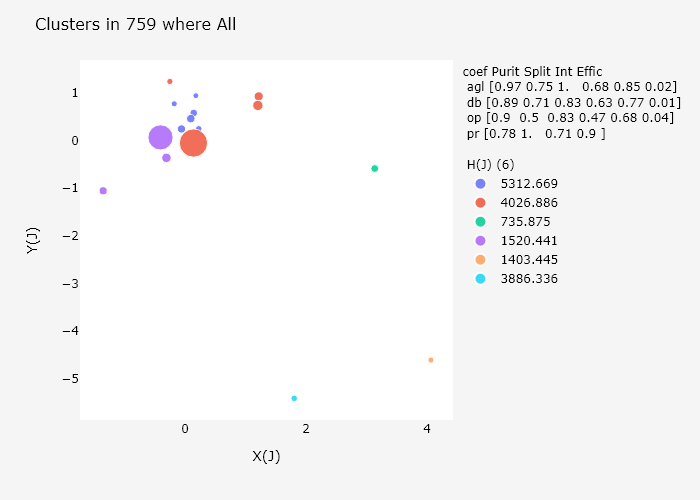 Clusters in 759 where All
coef Purit Split Int Effic
agl [0.97 0.75 1.   0.68 0.85 0.02]
db [0.89 0.71 0.83 0.63 0.77 0.01]
op [0.9  0.5  0.83 0.47 0.68 0.04]
pr [0.78 1.   0.71 0.9 ]
H(J) (6)
5312.669
4026.886
735.875
1520.441
1403.445
3886.336
1
0
−1
−2
−3
−4
−5
Y(J)
0 2 4
X(J)